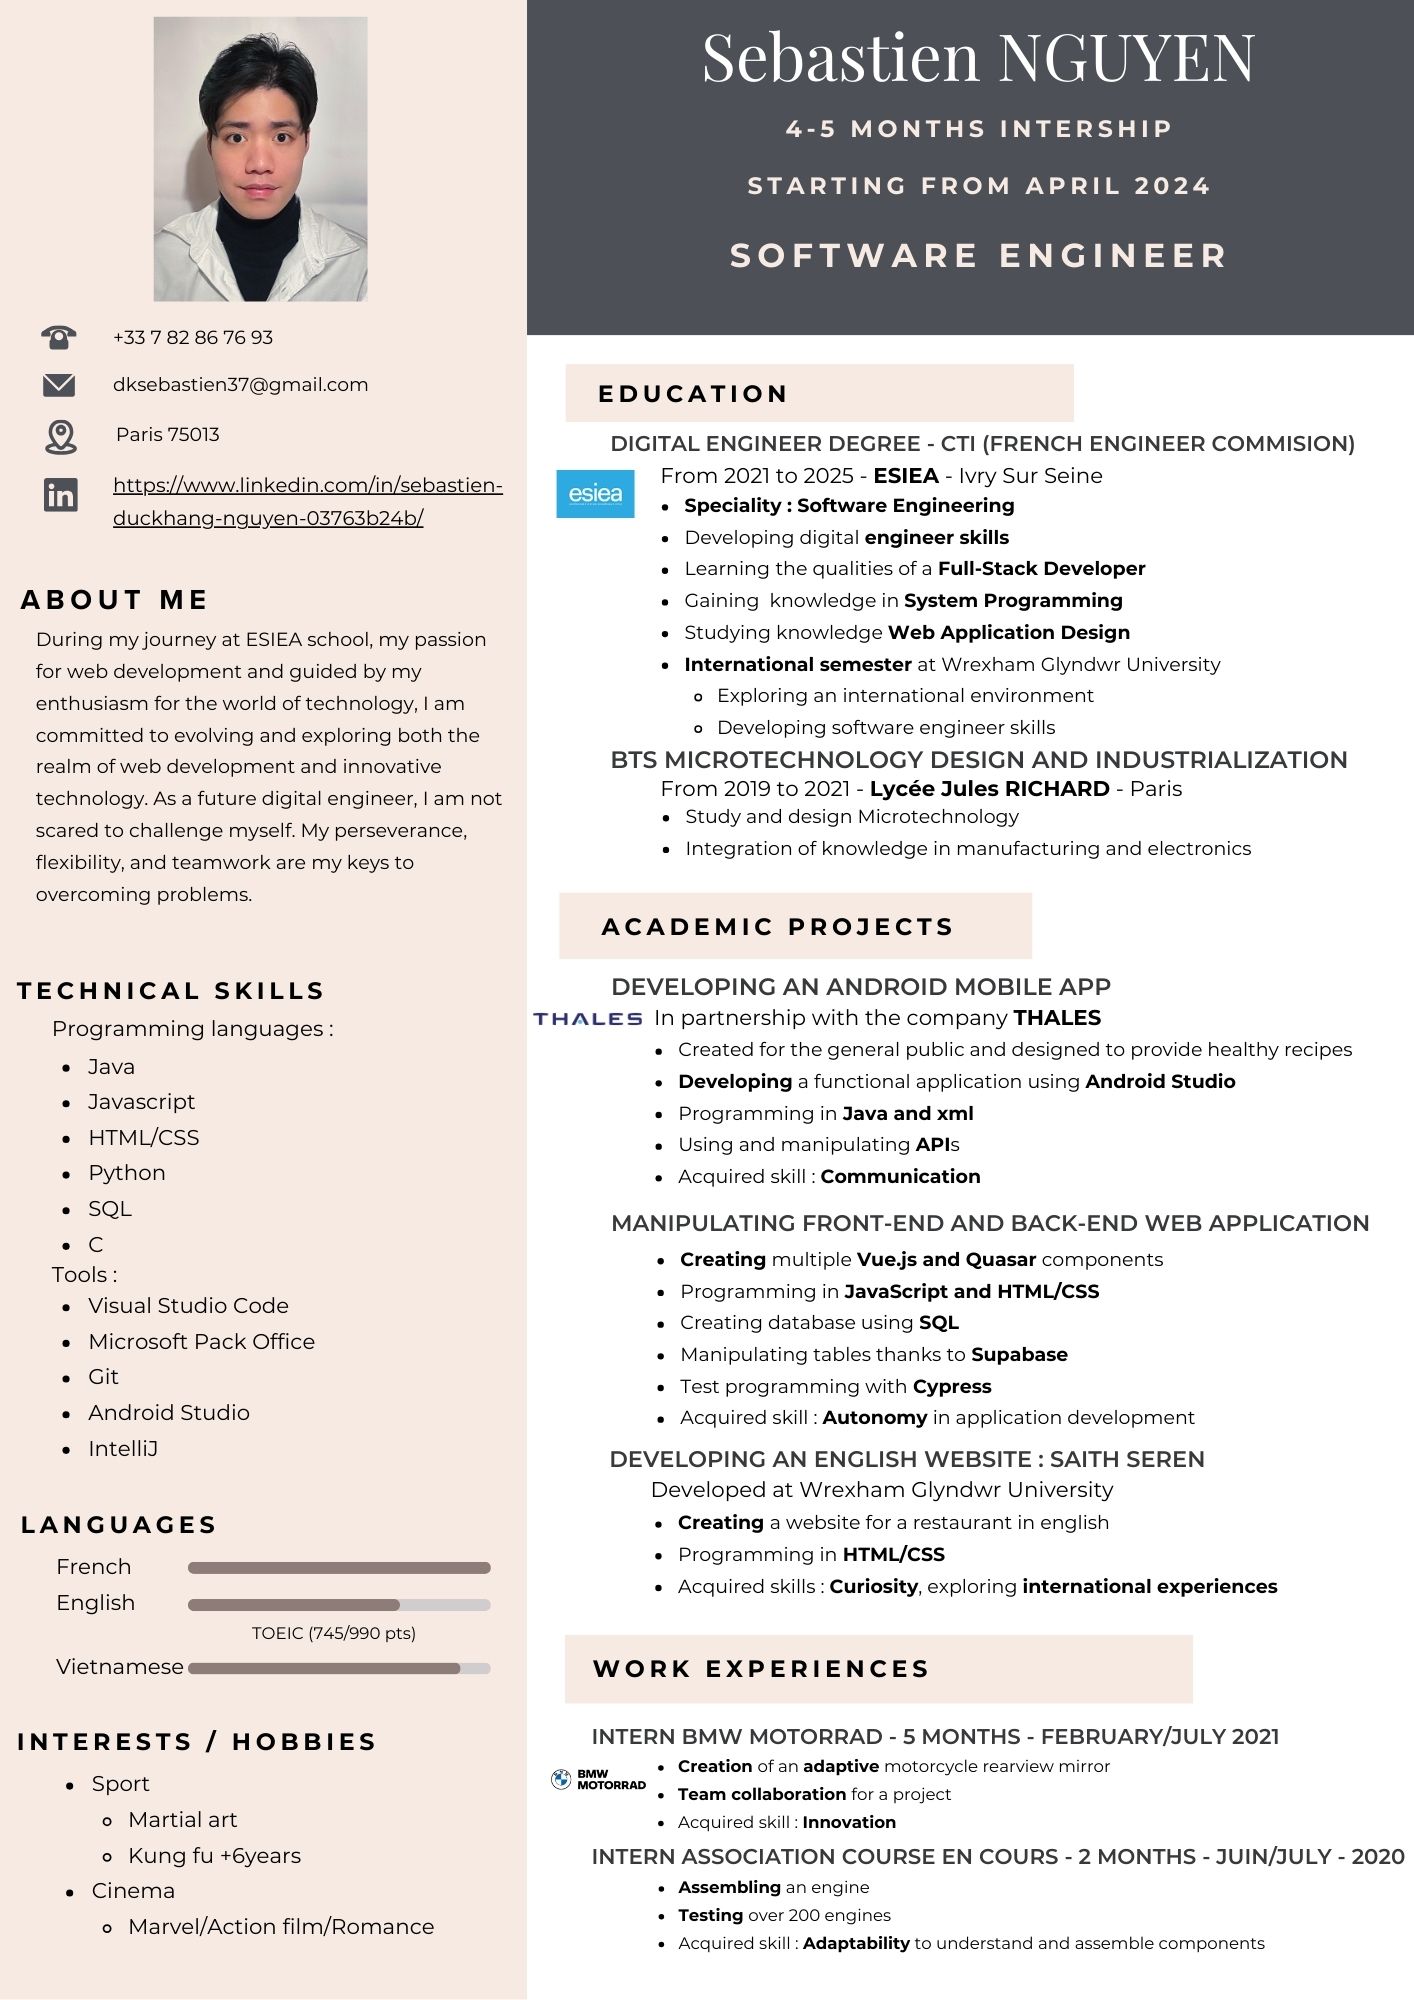 Sebastien NGUYEN
4-5 MONTHS INTERSHIP
STARTING FROM APRIL 2024
SOFTWARE ENGINEER
+33 7 82 86 76 93
dksebastien37@gmail.com
Paris 75013
https://www.linkedin.com/in/sebastien-
duckhang-nguyen-03763b24b/
ABOUT ME
During my journey at ESIEA school, my passion
for web development and guided by my
enthusiasm for the world of technology, I am
committed to evolving and exploring both the
realm of web development and innovative
technology. As a future digital engineer, I am not
scared to challenge myself. My perseverance,
flexibility, and teamwork are my keys to
overcoming problems.
TECHNICAL SKILLS
Programming languages :
Java
Javascript
HTML/CSS
Python
SQL
C
Tools :
Visual Studio Code
Microsoft Pack Office
Git
Android Studio
IntelliJ
LANGUAGES
French
English
TOEIC (745/990 pts)
Vietnamese
INTERESTS / HOBBIES
Sport
Martial art
Kung fu +6years
Cinema
Marvel/Action film/Romance
EDUCATION
DIGITAL ENGINEER DEGREE - CTI (FRENCH ENGINEER COMMISION)
esiea
From 2021 to 2025 - ESIEA - Ivry Sur Seine
Speciality : Software Engineering
Developing digital engineer skills
Learning the qualities of a Full-Stack Developer
Gaining knowledge in System Programming
Studying knowledge Web Application Design
International semester at Wrexham Glyndwr University
Exploring an international environment
Developing software engineer skills
BTS MICROTECHNOLOGY DESIGN AND INDUSTRIALIZATION
From 2019 to 2021 - Lycée Jules RICHARD - Paris
Study and design Microtechnology
Integration of knowledge in manufacturing and electronics
ACADEMIC PROJECTS
DEVELOPING AN ANDROID MOBILE APP
THALES In partnership with the company THALES
Created for the general public and designed to provide healthy recipes
Developing a functional application using Android Studio
Programming in Java and xml
Using and manipulating APIs
Acquired skill : Communication
MANIPULATING FRONT-END AND BACK-END WEB APPLICATION
Creating multiple Vue.js and Quasar components
Programming in JavaScript and HTML/CSS
Creating database using SQL
Manipulating tables thanks to Supabase
Test programming with Cypress
Acquired skill : Autonomy in application development
DEVELOPING AN ENGLISH WEBSITE : SAITH SEREN
Developed at Wrexham Glyndwr University
Creating a website for a restaurant in english
Programming in HTML/CSS
Acquired skills : Curiosity, exploring international experiences
WORK EXPERIENCES
INTERN BMW MOTORRAD - 5 MONTHS - FEBRUARY/JULY 2021
BMW
MOTORRAD
Creation of an adaptive motorcycle rearview mirror
Team collaboration for a project
Acquired skill : Innovation
INTERN ASSOCIATION COURSE EN COURS - 2 MONTHS - JUIN/JULY - 2020
Assembling an engine
Testing over 200 engines
Acquired skill : Adaptability to understand and assemble components